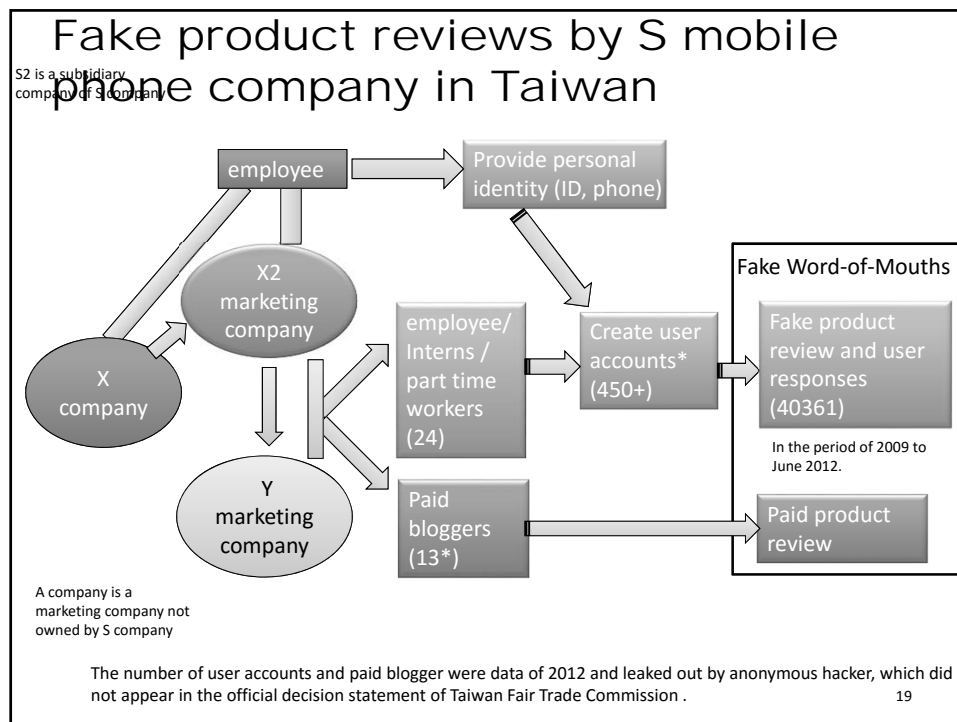 Fake product reviews by S mobile
phone company in Taiwan
S2 is a subsidiary
company of S company
employee
Provide personal
identity (ID, phone)
X2
marketing
company
X
company
Y
marketing
company
employee/
Interns /
part time
workers
(24)
Paid
bloggers
(13*)
Create user
accounts*
(450+)
Fake Word-of-Mouths
Fake product
review and user
responses
(40361)
In the period of 2009 to
June 2012.
Paid product
review
A company is a
marketing company not
owned by S company
The number of user accounts and paid blogger were data of 2012 and leaked out by anonymous hacker, which did
not appear in the official decision statement of Taiwan Fair Trade Commission .
19